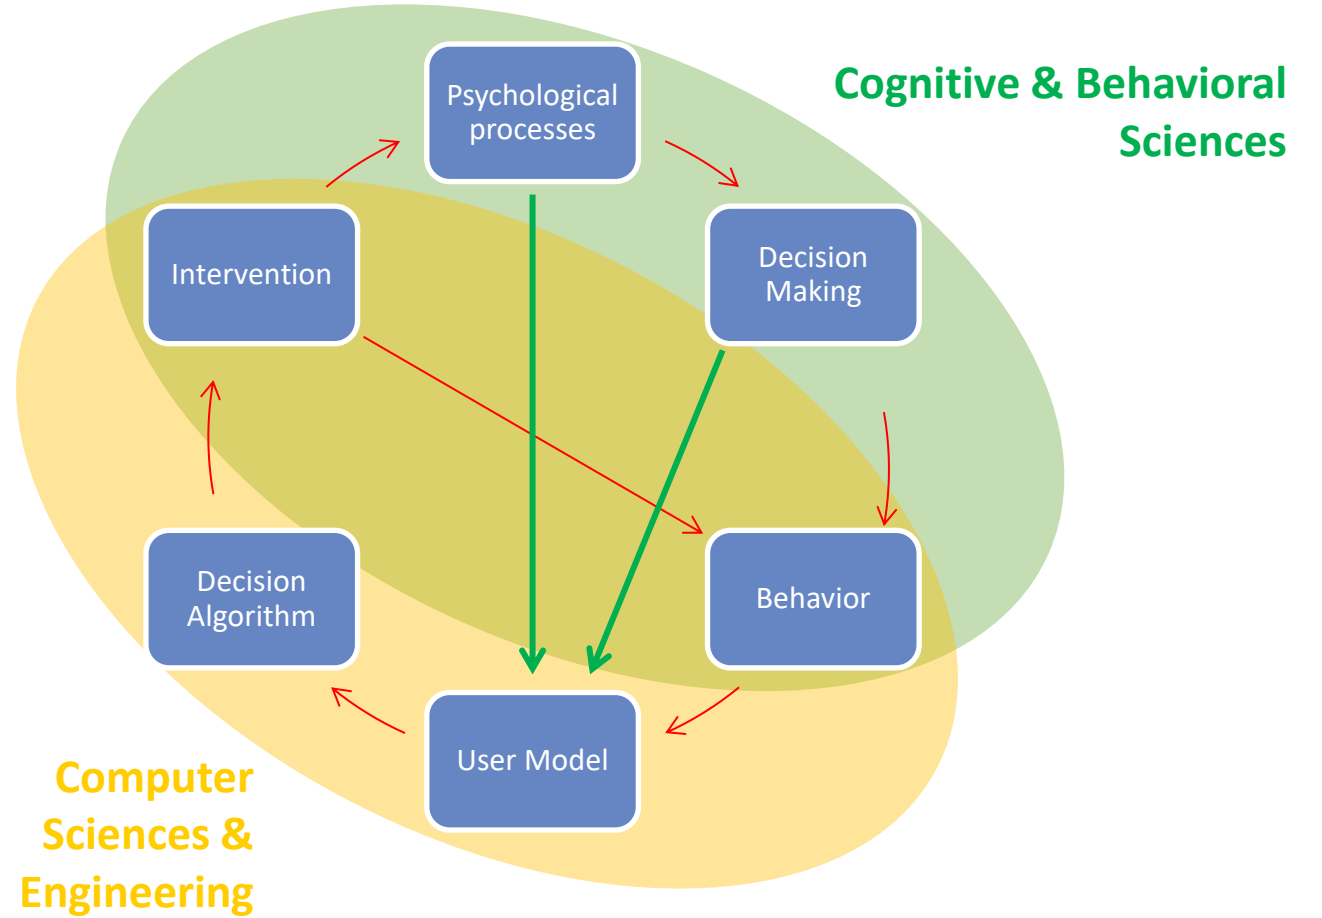 Psychological
processes
Cognitive & Behavioral
Sciences
Intervention
Decision
Making
Decision
Algorithm
Behavior
User Model
Computer
Sciences &
Engineering